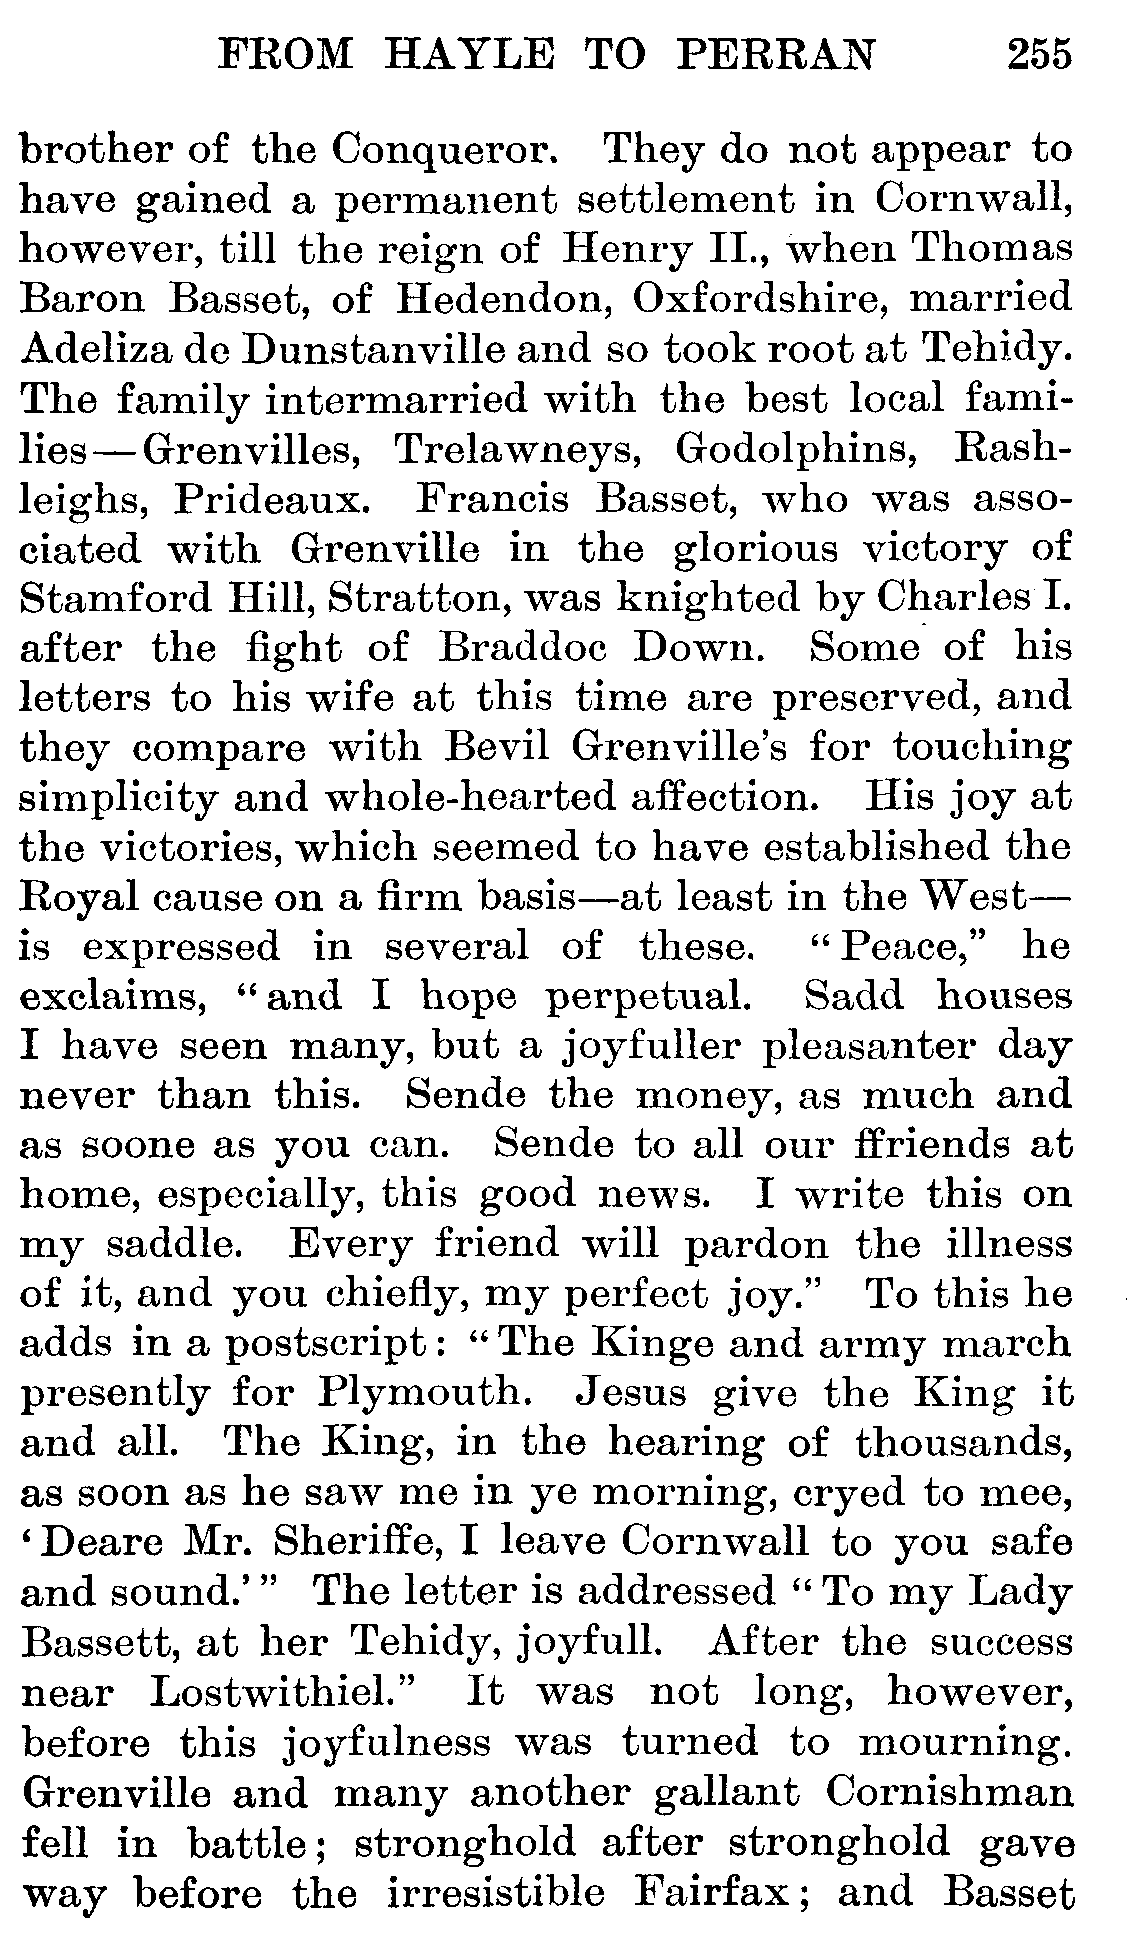 FROM HAYLE TO PERRAN 255
brother of the Conqueror. They do not appear to
have gained a permanent settlement in Cornwall,
however, till the reign of Henry II., when Thomas
Baron Basset, of Hedendon, Oxfordshire, married
Adeliza de Dunstanville and so took root at Tehidy.
The family intermarried with the best local fami-
lies—Grenvilles, Trelawneys, Godolphins, Rash-
leighs, Prideaux. Francis Basset, who was asso-
ciated with Grenville in the glorious victory of
Stamford Hill, Stratton, was knighted by Charles I.
after the fight of Braddoc Down. Some of his
letters to his wife at this time are preserved, and
they compare with Bevil Grenville's for touching
simplicity and whole-hearted affection. His joy at
the victories, which seemed to have established the
Royal cause on a firm basis—at least in the West—
is expressed in several of these. "Peace," he
exclaims, "and I hope perpetual. Sadd houses
I have seen many, but a joyfuller pleasanter day
never than this. Sende the money, as much and
as soone as you can. Sende to all our ffriends at
home, especially, this good news. I write this on
my saddle. Every friend will pardon the illness
of it, and you chiefly, my perfect joy." To this he
adds in a postscript: "The Kinge and army march
presently for Plymouth. Jesus give the King it
and all. The King, in the hearing of thousands,
as soon as he saw me in ye morning, cryed to mee,
'Deare Mr. Sheriffe, I leave Cornwall to you safe
and sound.'" The letter is addressed "To my Lady
Bassett, at her Tehidy, joyfull. After the success
near Lostwithiel." It was not long, however,
before this joyfulness was turned to mourning.
Grenville and many another gallant Cornishman
fell in battle; stronghold after stronghold gave
way before the irresistible Fairfax; and Basset